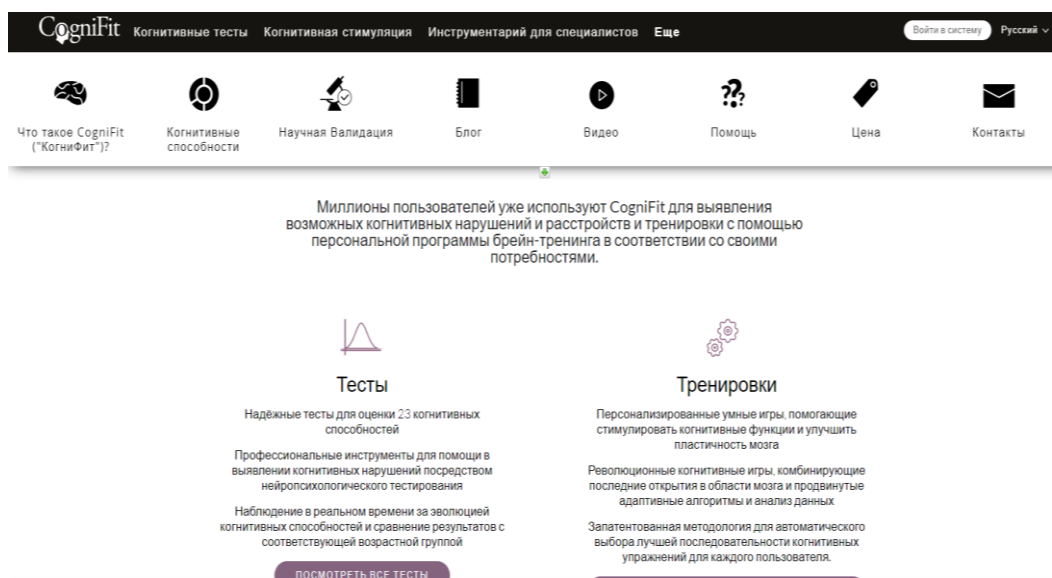 CogniFit Когнитивные тесты Когнитивная стимуляция Инструментарий для специалистов Еще Войти в систему Русский
Что такое CogniFit
("КогниФит")?
Когнитивные
способности
Научная Валидация
Блог
Видео
Помощь
Цена
Контакты
Миллионы пользователей уже используют CogniFit для выявления
возможных когнитивных нарушений и расстройств и тренировки с помощью
персональной программы брейн-тренинга в соответствии со своими
потребностями.
Тесты
Надёжные тесты для оценки 23 когнитивных
способностей
Профессиональные инструменты для помощи в
выявлении когнитивных нарушений посредством
нейропсихологического тестирования
Наблюдение в реальном времени за эволюцией
когнитивных способностей и сравнение результатов с
соответствующей возрастной группой
ПОСМОТРЕТЬ ВСЕ ТЕСТЫ
Тренировки
Персонализированные умные игры, помогающие
стимулировать когнитивные функции и улучшить
пластичность мозга
Революционные когнитивные игры, комбинирующие
последние открытия в области мозга и продвинутые
адаптивные алгоритмы и анализ данных
Запатентованная методология для автоматического
выбора лучшей последовательности когнитивных
упражнений для каждого пользователя.